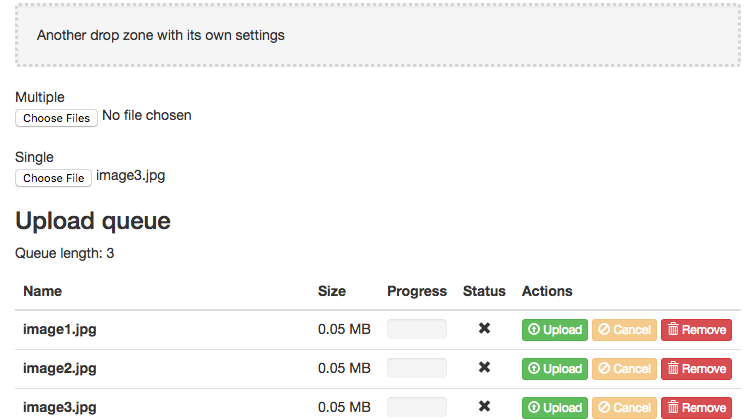 Another drop zone with its own settings
Multiple
Choose Files No file chosen
Single
Choose File image3.jpg
Upload queue
Queue length: 3
Name Size Progress Status Actions
image1.jpg 0.05 MB Upload Cancel Remove
image2.jpg 0.05 MB Upload Cancel Remove
image3.jpg 0.05 MB Upload Cancel Remove